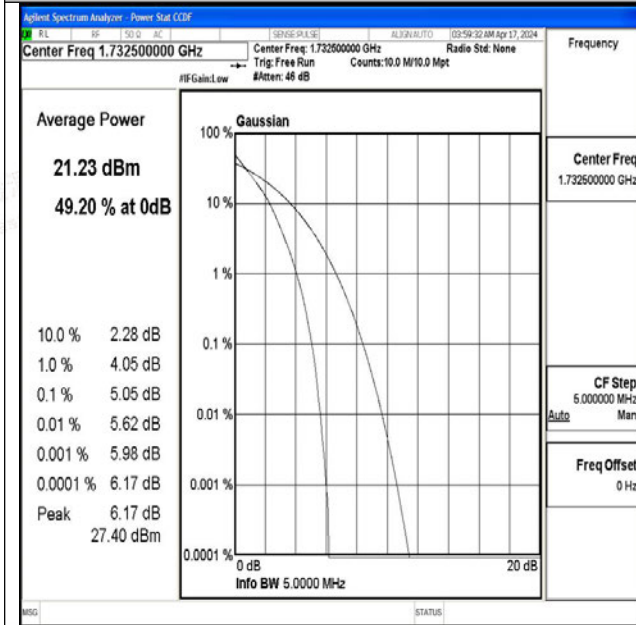 Agilent Spectrum Analyzer - Power Stat CCDF
RL RF 50 Ω AC SENSE:PULSE ALIGNAUTO 03:59:32 AM Apr 17, 2024
Center Freq 1.732500000 GHz
Center Freq: 1.732500000 GHz
Radio Std: None
Trig: Free Run
Counts:10.0 M/10.0 Mpt
#IFGain:Low
#Atten: 46 dB
Frequency
Average Power
21.23 dBm
49.20 % at 0dB
10.0 % 2.28 dB
1.0 % 4.05 dB
0.1 % 5.05 dB
0.01 % 5.62 dB
0.001 % 5.98 dB
0.0001 % 6.17 dB
Peak 6.17 dB
27.40 dBm
Gaussian
100 %
10 %
1 %
0.1 %
0.01 %
0.001 %
0.0001 %
0 dB
20 dB
Info BW 5.0000 MHz
Center Freq
1.732500000 GHz
CF Step
5.000000 MHz
Auto Man
Freq Offset
0 Hz
MSG
STATUS